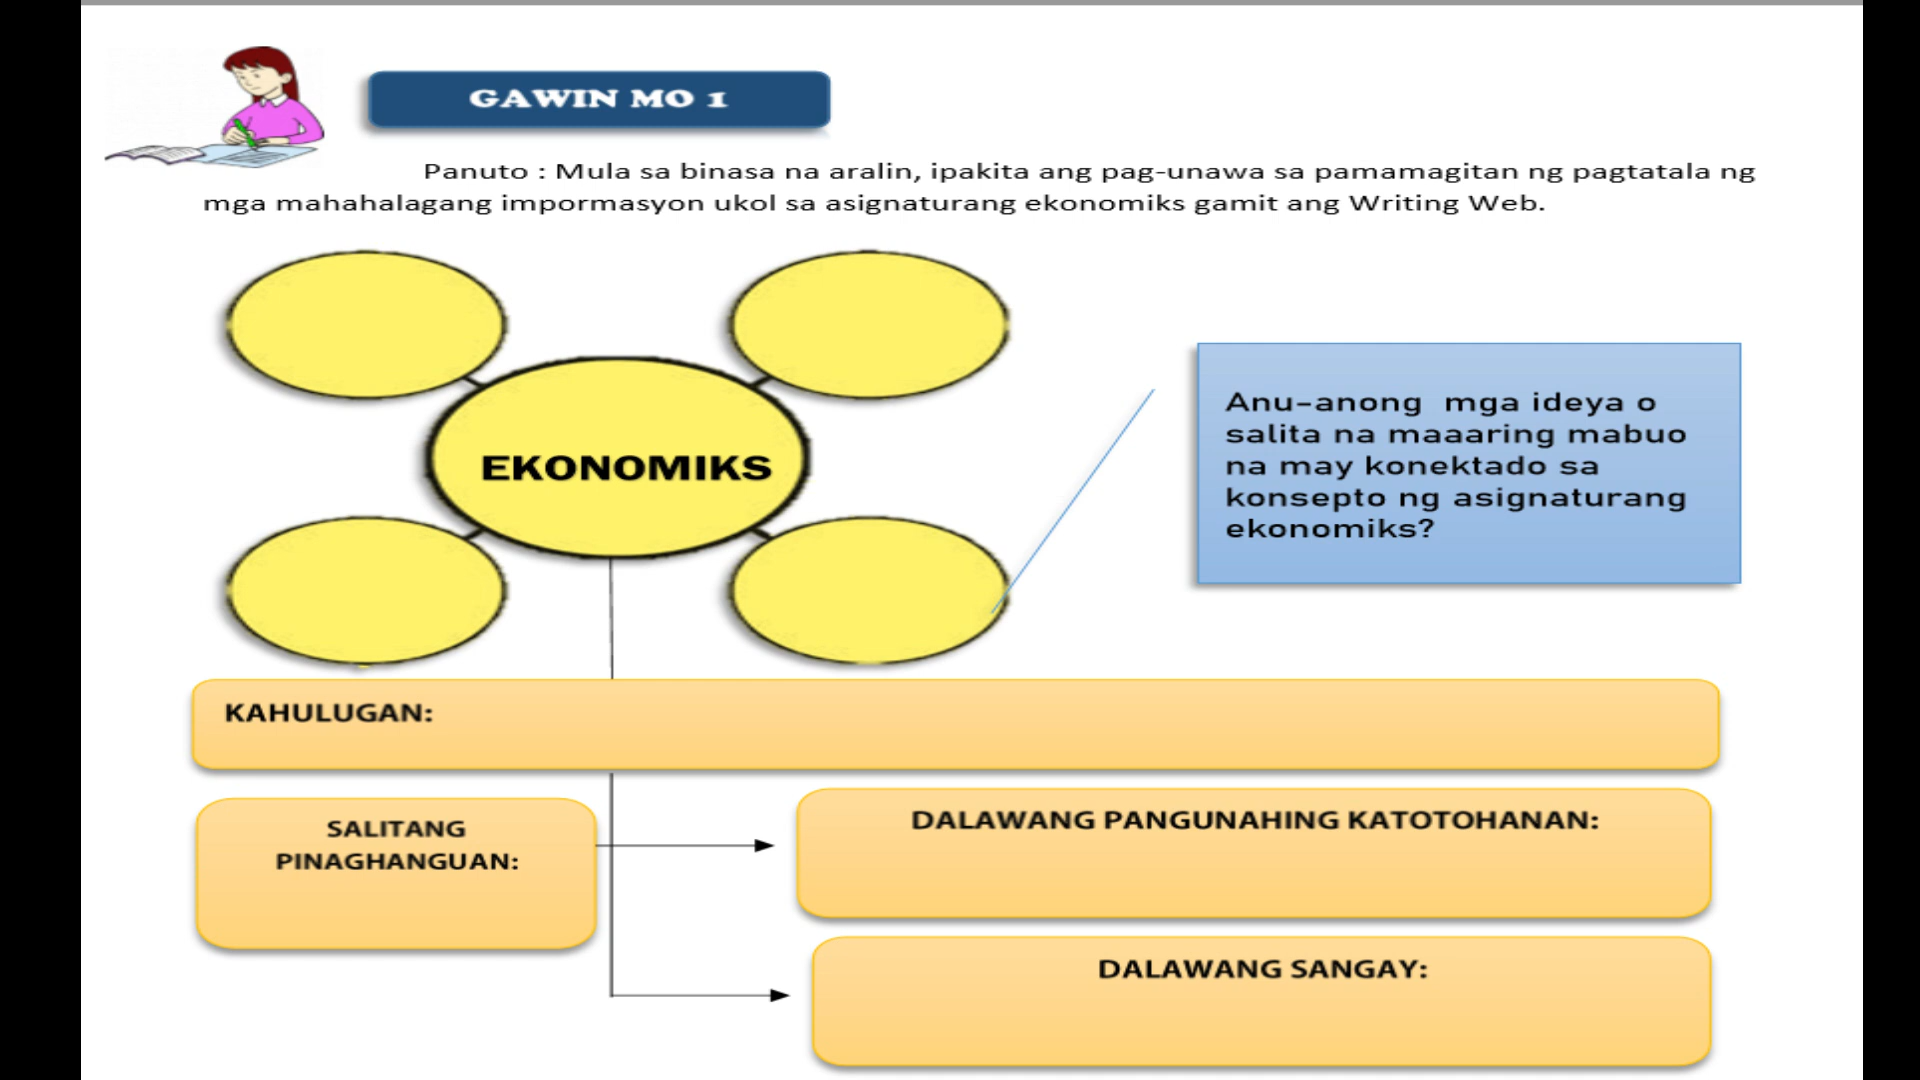 GAWIN MO 1
Panuto : Mula sa binasa na aralin, ipakita ang pag-unawa sa pamamagitan ng pagtatala ng
mga mahahalagang impormasyon ukol sa asignaturang ekonomiks gamit ang Writing Web.
EKONOMIKS
Anu-anong mga ideya o
salita na maaaring mabuo
na may konektado sa
konsepto ng asignaturang
ekonomiks?
KAHULUGAN:
SALITANG
PINAGHANGUAN:
DALAWANG PANGUNAHING KATOTOHANAN:
DALAWANG SANGAY: